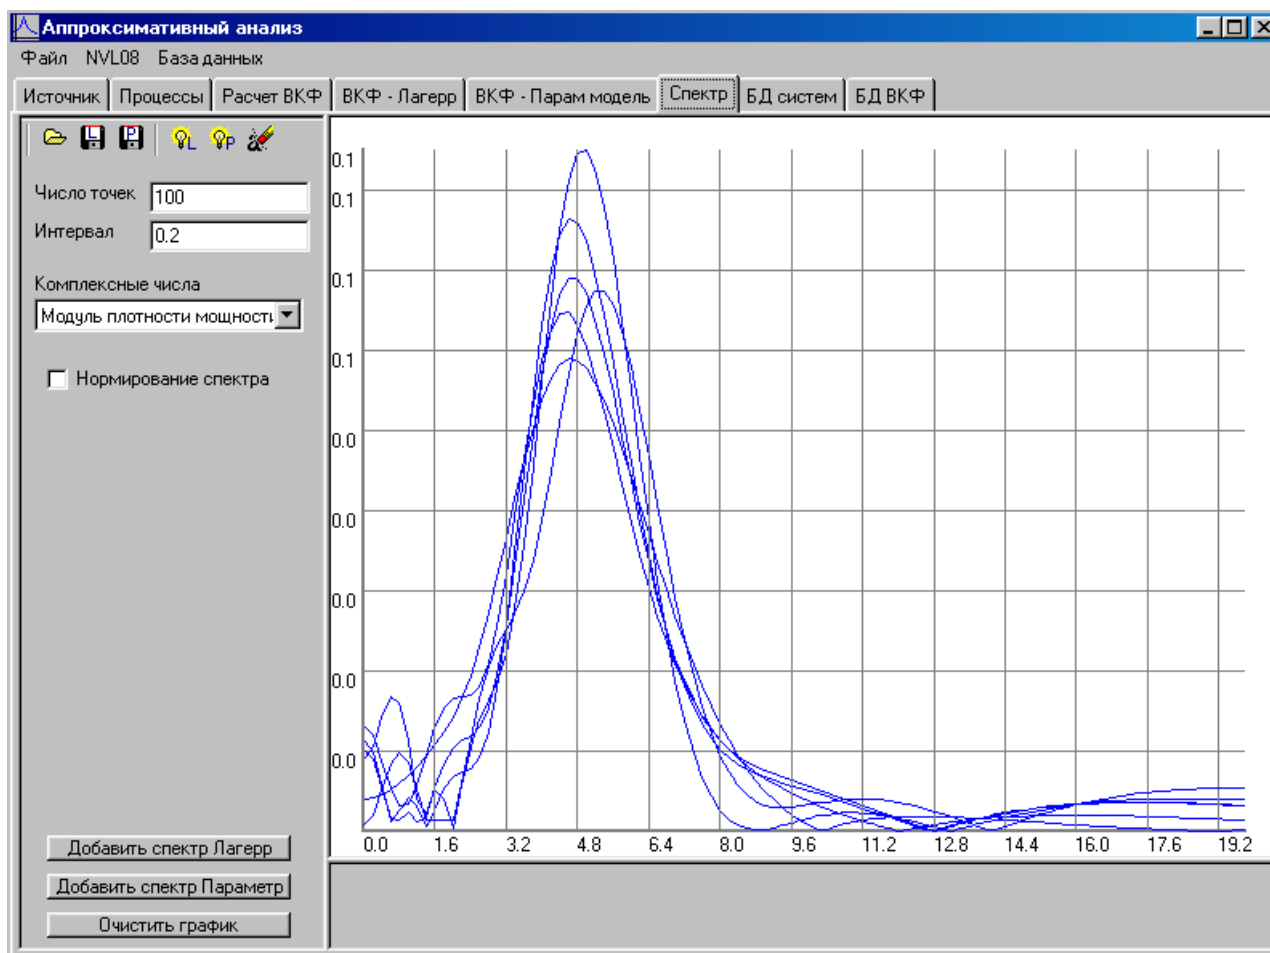 Аппроксимативный анализ
Файл NVL08 База данных
Источник Процессы Расчет ВКФ ВКФ - Лагерр ВКФ - Парам модель Спектр БД систем БД ВКФ
L P L P
Число точек 100
Интервал 0.2
Комплексные числа
Модуль плотности мощности
Нормирование спектра
Добавить спектр Лагерр
Добавить спектр Параметр
Очистить график
0.1
0.1
0.1
0.1
0.0
0.0
0.0
0.0
0.0
0.0 1.6 3.2 4.8 6.4 8.0 9.6 11.2 12.8 14.4 16.0 17.6 19.2